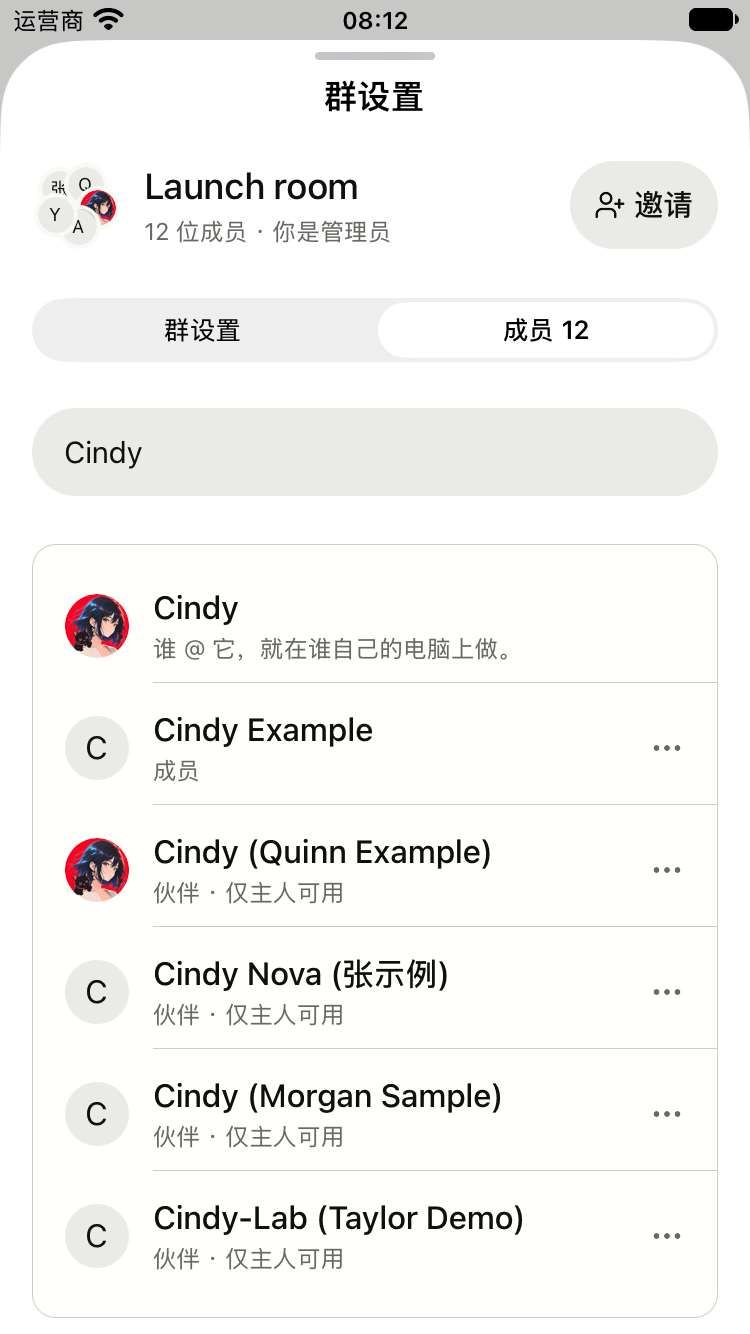 运营商 08:12
群设置
张 Q Y A
Launch room
12 位成员 · 你是管理员
邀请
群设置 成员 12
Cindy
Cindy
谁 @ 它，就在谁自己的电脑上做。
C
Cindy Example
成员
Cindy (Quinn Example)
伙伴 · 仅主人可用
C
Cindy Nova (张示例)
伙伴 · 仅主人可用
C
Cindy (Morgan Sample)
伙伴 · 仅主人可用
C
Cindy-Lab (Taylor Demo)
伙伴 · 仅主人可用